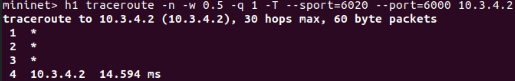 mininet> h1 traceroute -n -w 0.5 -q 1 -T --sport=6020 --port=6000 10.3.4.2
traceroute to 10.3.4.2 (10.3.4.2), 30 hops max, 60 byte packets
1 *
2 *
3 *
4 10.3.4.2 14.594 ms